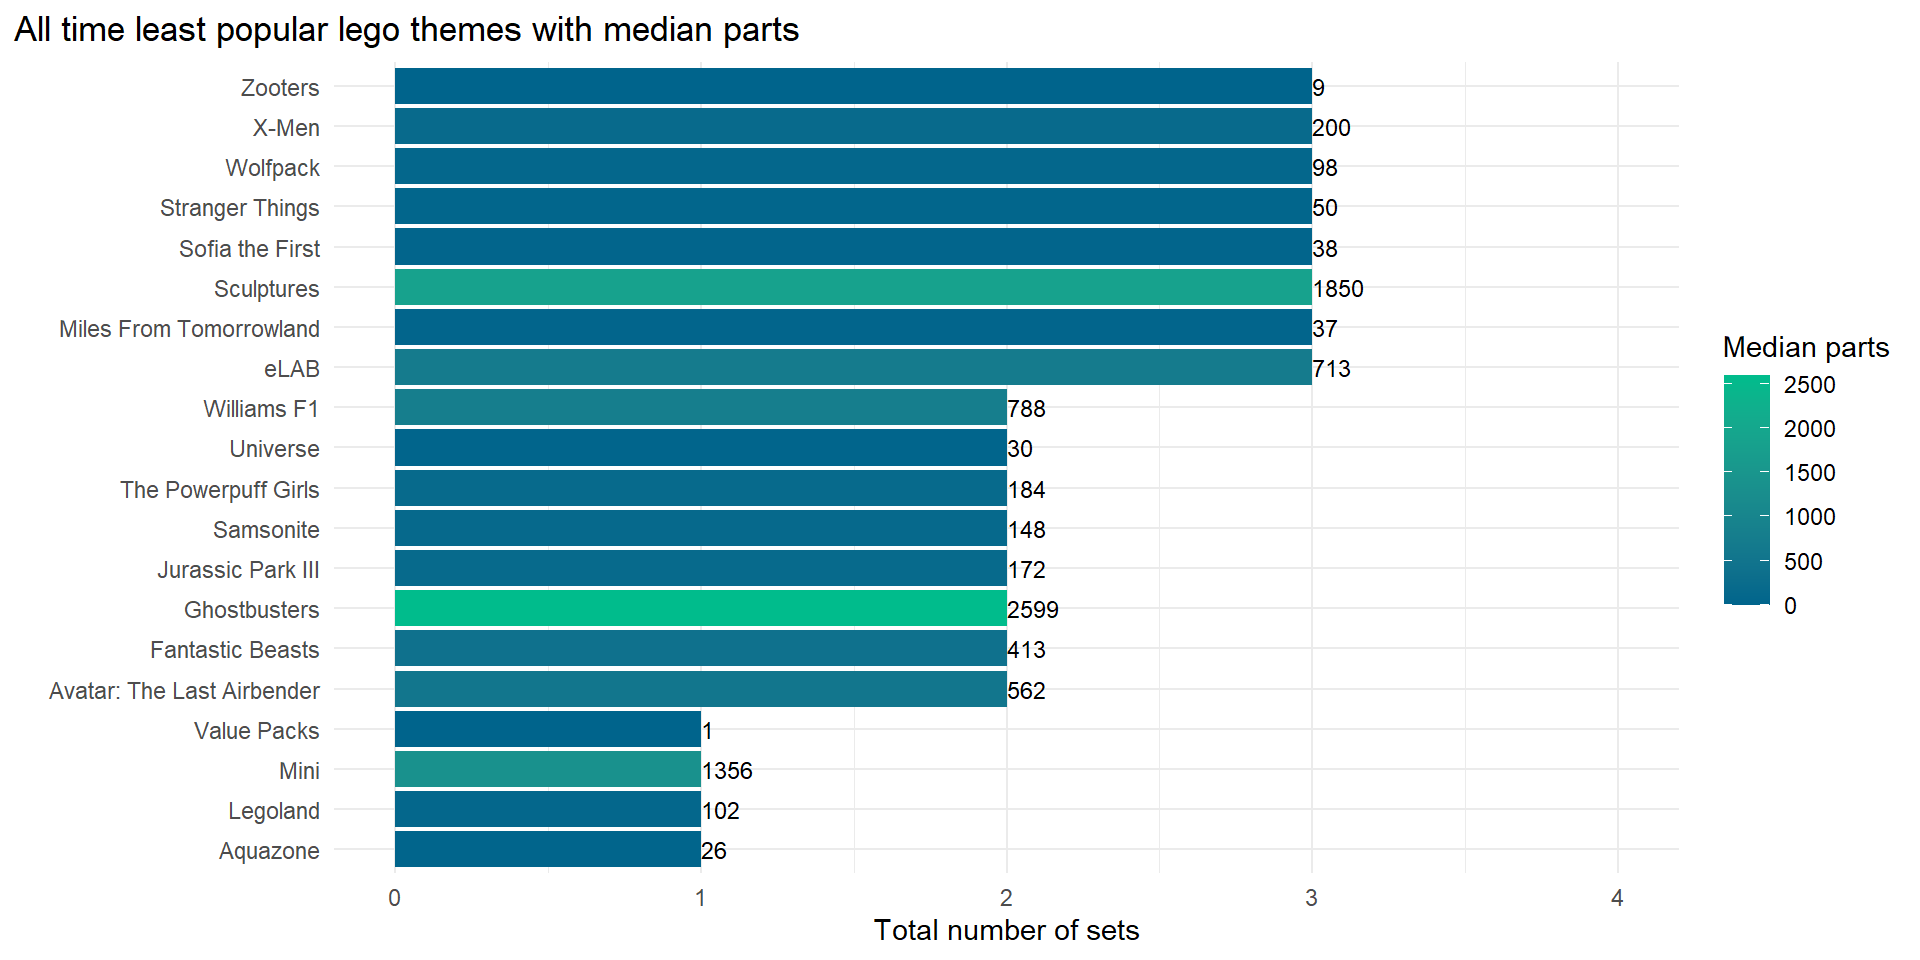 All time least popular lego themes with median parts
Zooters 9
X-Men 200
Wolfpack 98
Stranger Things 50
Sofia the First 38
Sculptures 1850
Miles From Tomorrowland 37
eLAB 713
Williams F1 788
Universe 30
The Powerpuff Girls 184
Samsonite 148
Jurassic Park III 172
Ghostbusters 2599
Fantastic Beasts 413
Avatar: The Last Airbender 562
Value Packs 1
Mini 1356
Legoland 102
Aquazone 26
0 1 2 3 4
Total number of sets
Median parts
2500
2000
1500
1000
500
0